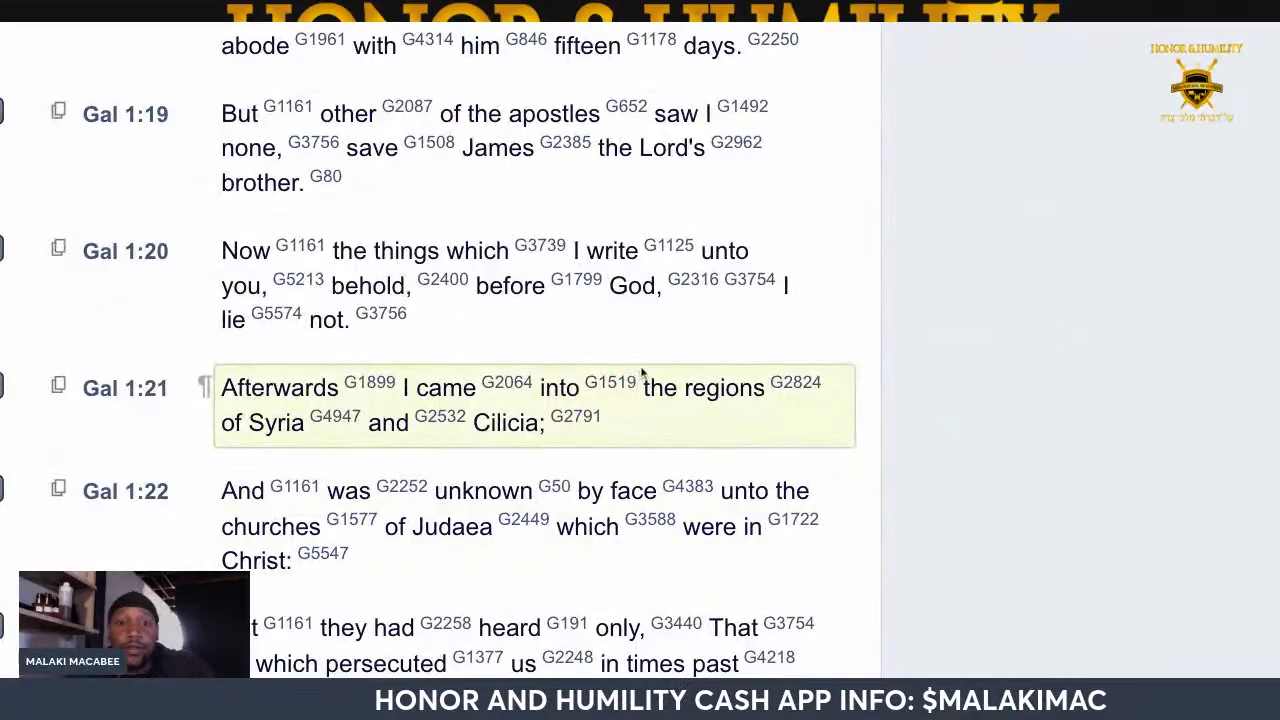 HONOR & HUMILITY
abode G1961 with G4314 him G846 fifteen G1178 days. G2250
HONOR & HUMILITY
Gal 1:19 But G1161 other G2087 of the apostles G652 saw I G1492
none, G3756 save G1508 James G2385 the Lord's G2962
brother. G80
Gal 1:20 Now G1161 the things which G3739 I write G1125 unto
you, G5213 behold, G2400 before G1799 God, G2316 G3754 I
lie G5574 not. G3756
Gal 1:21 ¶ Afterwards G1899 I came G2064 into G1519 the regions G2824
of Syria G4947 and G2532 Cilicia; G2791
Gal 1:22 And G1161 was G2252 unknown G50 by face G4383 unto the
churches G1577 of Judaea G2449 which G3588 were in G1722
Christ: G5547
t G1161 they had G2258 heard G191 only, G3440 That G3754
which persecuted G1377 us G2248 in times past G4218
MALAKI MACABEE
HONOR AND HUMILITY CASH APP INFO: $MALAKIMAC